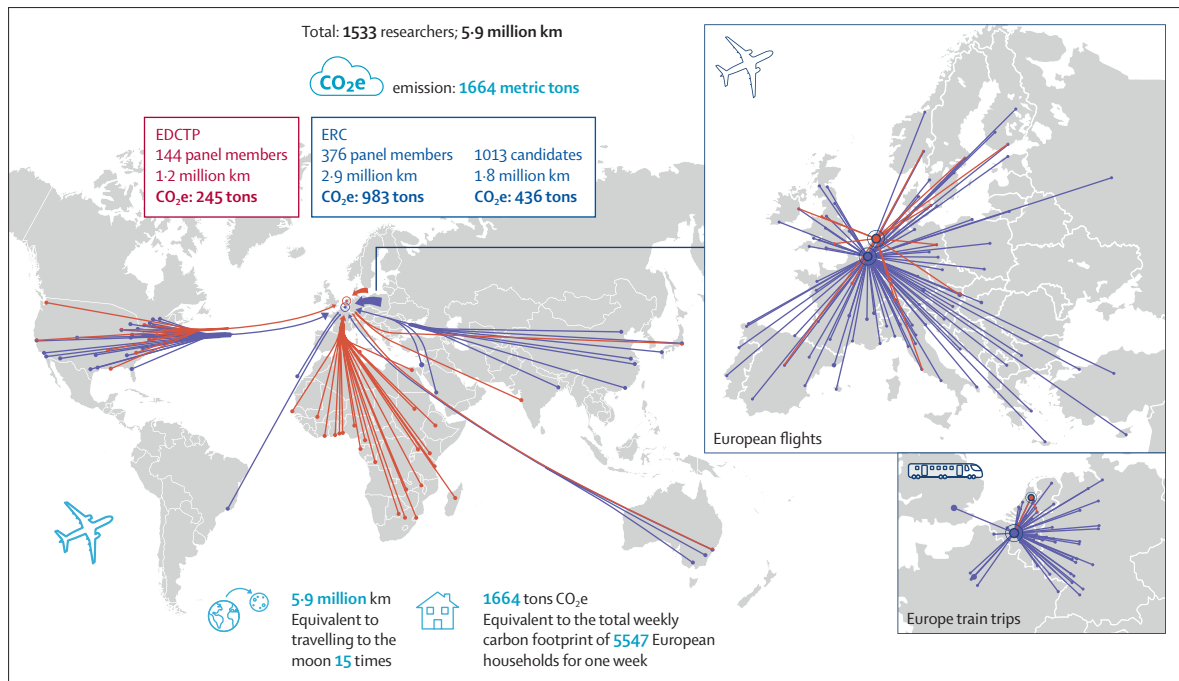 Total: 1533 researchers; 5·9 million km
CO₂e
emission: 1664 metric tons
EDCTP
144 panel members
1·2 million km
CO₂e: 245 tons
ERC
376 panel members
2·9 million km
CO₂e: 983 tons
1013 candidates
1·8 million km
CO₂e: 436 tons
European flights
Europe train trips
5·9 million km
Equivalent to
travelling to the
moon 15 times
1664 tons CO₂e
Equivalent to the total weekly
carbon footprint of 5547 European
households for one week